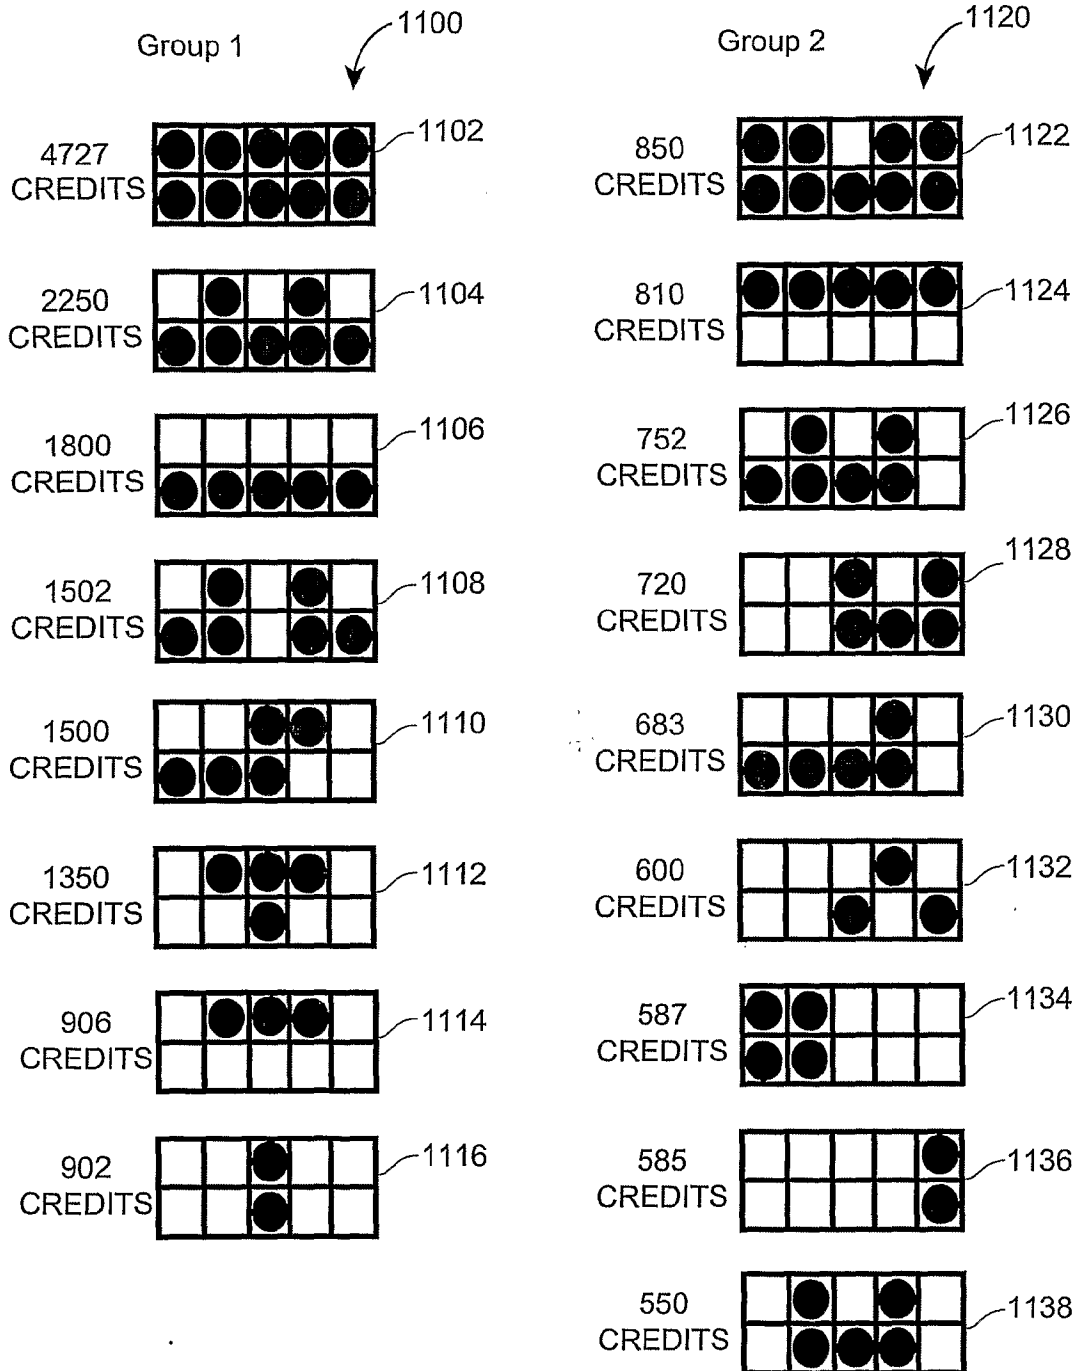 Group 1
1100
4727
CREDITS
1102
2250
CREDITS
1104
1800
CREDITS
1106
1502
CREDITS
1108
1500
CREDITS
1110
1350
CREDITS
1112
906
CREDITS
1114
902
CREDITS
1116
Group 2
1120
850
CREDITS
1122
810
CREDITS
1124
752
CREDITS
1126
720
CREDITS
1128
683
CREDITS
1130
600
CREDITS
1132
587
CREDITS
1134
585
CREDITS
1136
550
CREDITS
1138